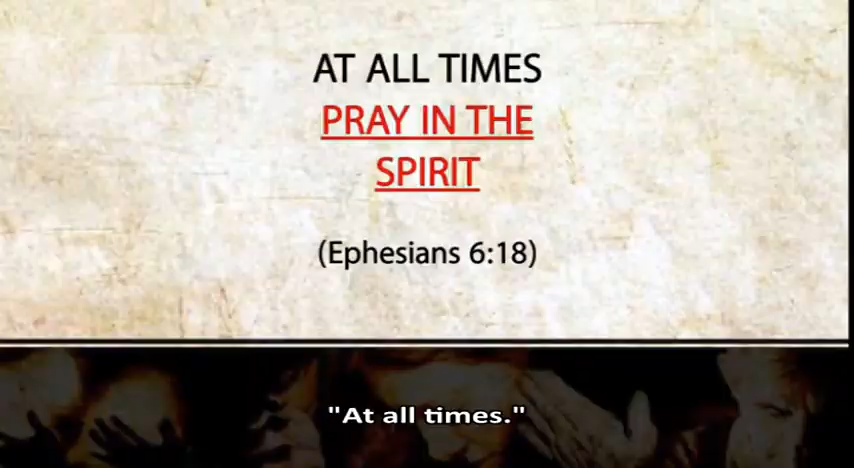 AT ALL TIMES
PRAY IN THE
SPIRIT
(Ephesians 6:18)
"At all times."